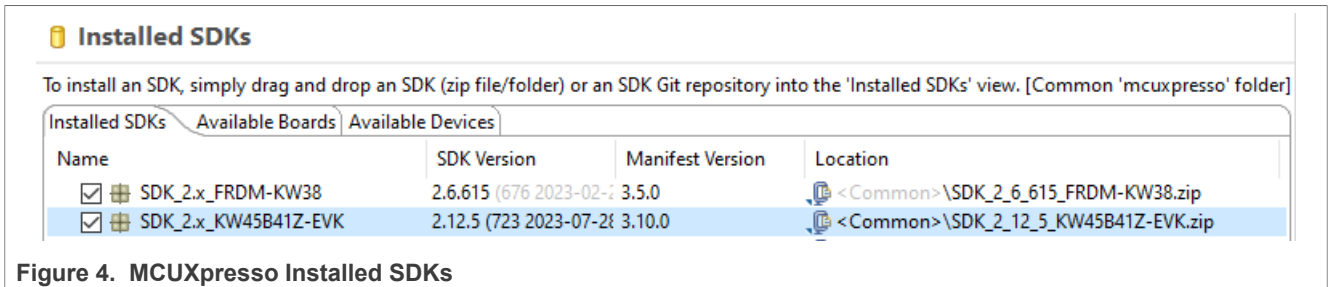 Installed SDKs
To install an SDK, simply drag and drop an SDK (zip file/folder) or an SDK Git repository into the 'Installed SDKs' view. [Common 'mcuxpresso' folder]
Installed SDKs Available Boards Available Devices
Name SDK Version Manifest Version Location
SDK_2.x_FRDM-KW38 2.6.615 (676 2023-02- 3.5.0 <Common>\SDK_2_6_615_FRDM-KW38.zip
SDK_2.x_KW45B41Z-EVK 2.12.5 (723 2023-07-28 3.10.0 <Common>\SDK_2_12_5_KW45B41Z-EVK.zip
Figure 4. MCUXpresso Installed SDKs